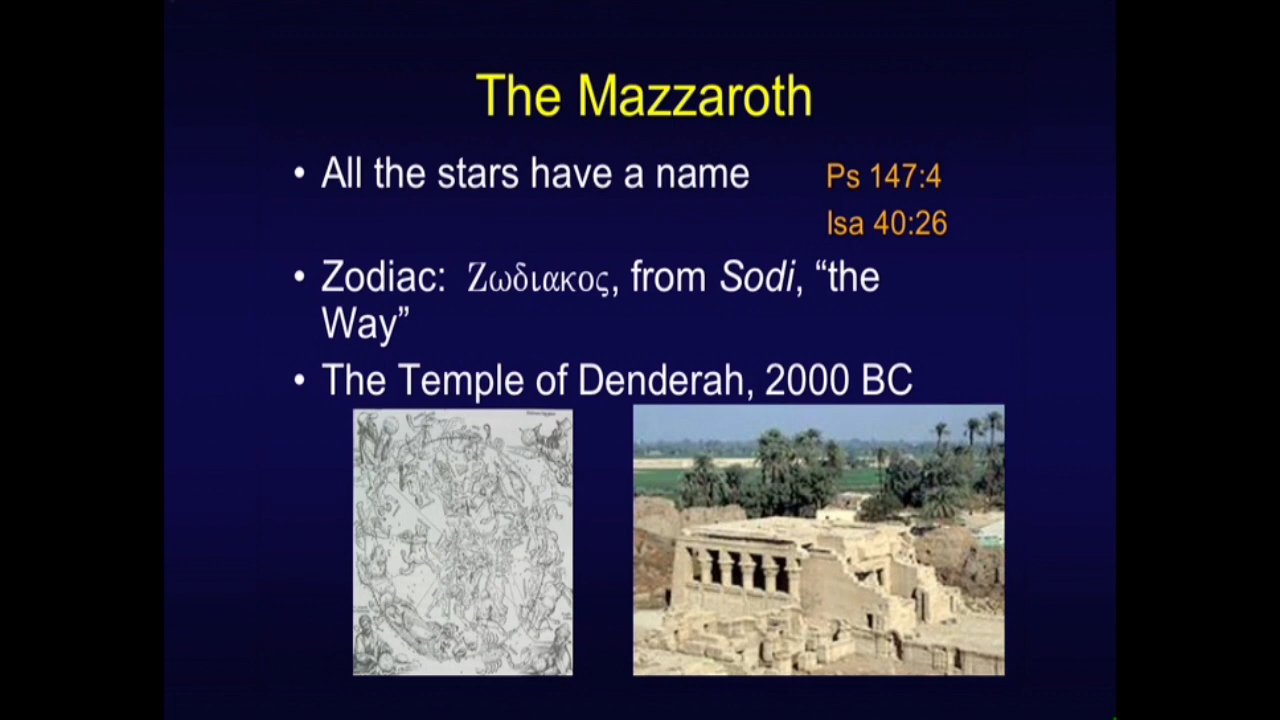 The Mazzaroth
• All the stars have a name Ps 147:4
Isa 40:26
• Zodiac: Ζωδιακος, from Sodi, “the
Way”
• The Temple of Denderah, 2000 BC